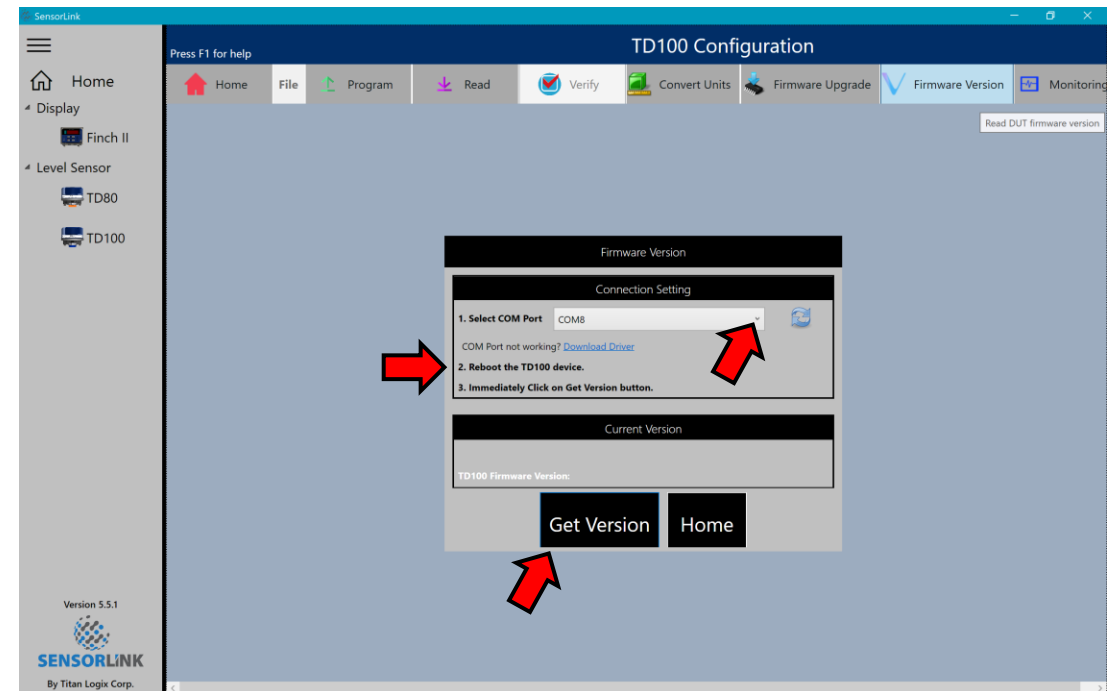 SensorLink
Press F1 for help
TD100 Configuration
Home
Display
Finch II
Level Sensor
TD80
TD100
Home
File
Program
Read
Verify
Convert Units
Firmware Upgrade
Firmware Version
Monitoring
Read DUT firmware version
Firmware Version
Connection Setting
1. Select COM Port COM8
COM Port not working? Download Driver
2. Reboot the TD100 device.
3. Immediately Click on Get Version button.
Current Version
TD100 Firmware Version:
Get Version
Home
Version 5.5.1
SENSORLINK
By Titan Logix Corp.